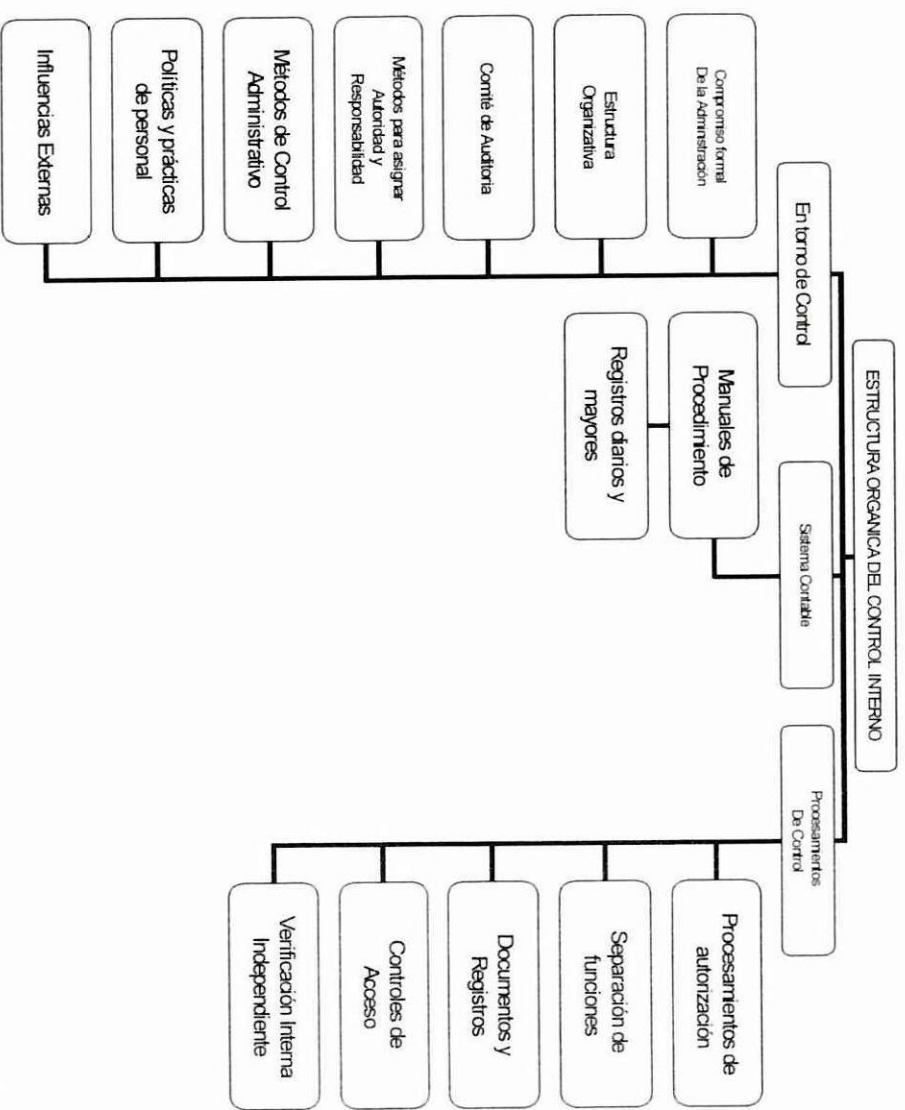 ESTRUCTURA ORGANICA DEL CONTROL INTERNO
Entorno de Control
Compromiso formal
De la Administración
Estructura
Organizativa
Comité de Auditoria
Métodos para asignar
Autoridad y
Responsabilidad
Métodos de Control
Administrativo
Políticas y prácticas
de personal
Influencias Externas
Sistema Contable
Manuales de
Procedimiento
Registros diarios y
mayores
Procesamientos
De Control
Procesamientos de
autorización
Separación de
funciones
Documentos y
Registros
Controles de
Acceso
Verificación Interna
Independiente